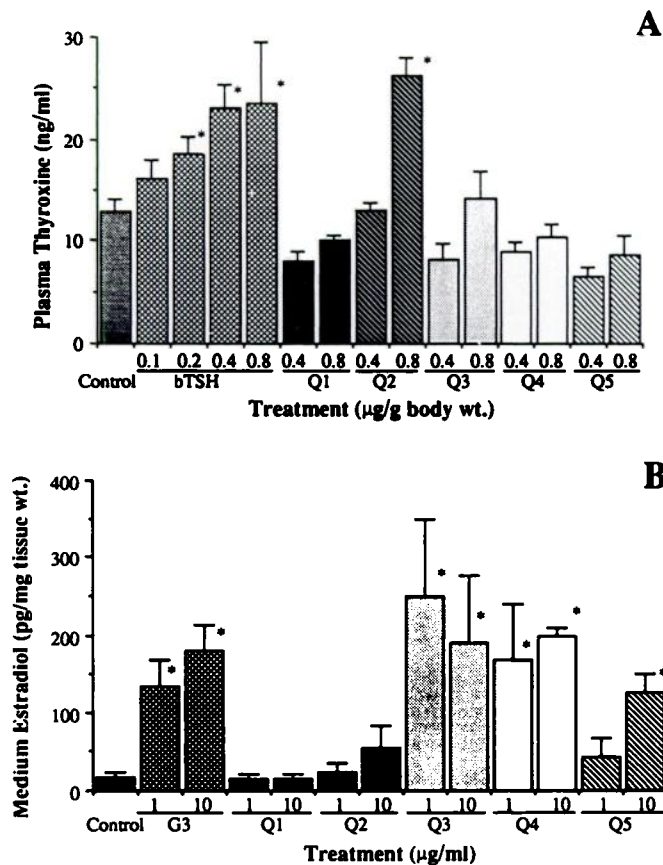 A
30
20
10
0
Plasma Thyroxine (ng/ml)
* * * *
0.1 0.2 0.4 0.8 0.4 0.8 0.4 0.8 0.4 0.8 0.4 0.8 0.4 0.8
Control bTSH Q1 Q2 Q3 Q4 Q5
Treatment (µg/g body wt.)
B
400
300
200
100
0
Medium Estradiol (pg/mg tissue wt.)
* * * * * * *
1 10 1 10 1 10 1 10 1 10 1 10
Control G3 Q1 Q2 Q3 Q4 Q5
Treatment (µg/ml)